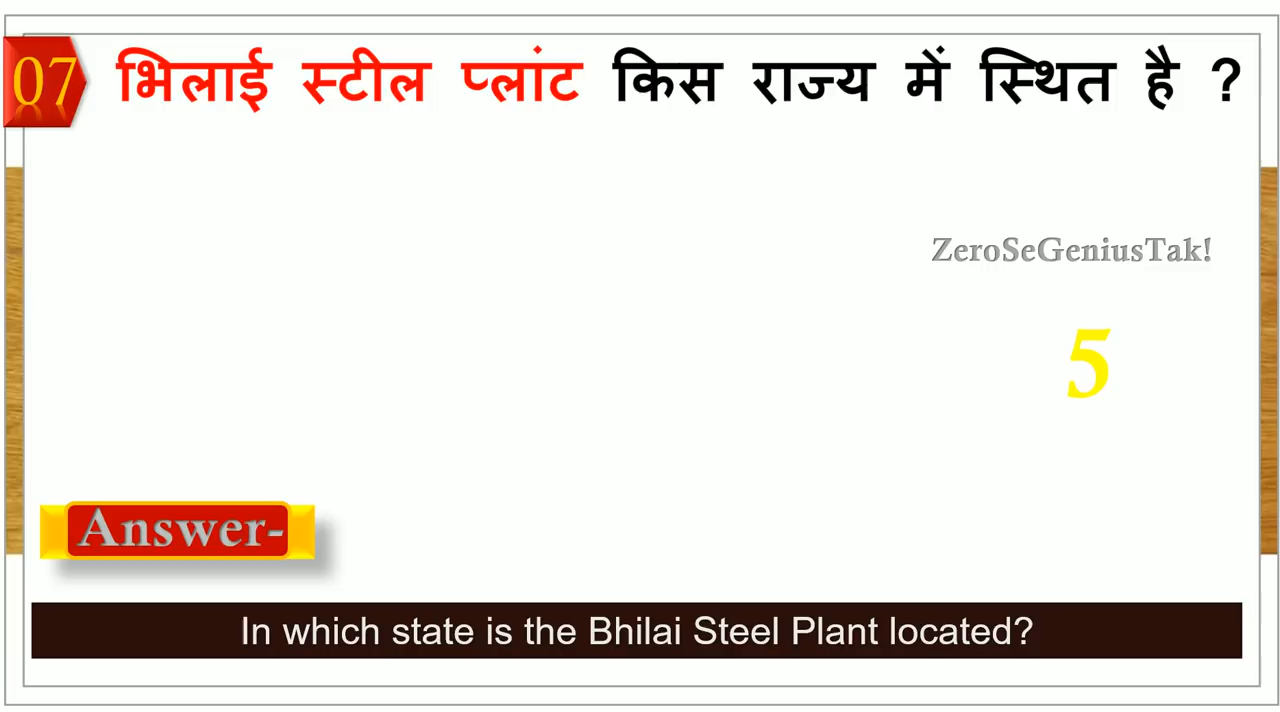 07 भिलाई स्टील प्लांट किस राज्य में स्थित है ?
ZeroSeGeniusTak!
5
Answer-
In which state is the Bhilai Steel Plant located?